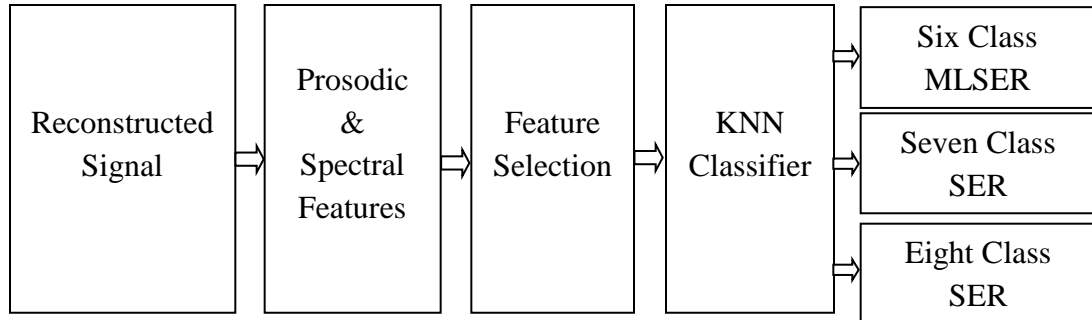 Reconstructed
Signal
Prosodic
&
Spectral
Features
Feature
Selection
KNN
Classifier
Six Class
MLSER
Seven Class
SER
Eight Class
SER